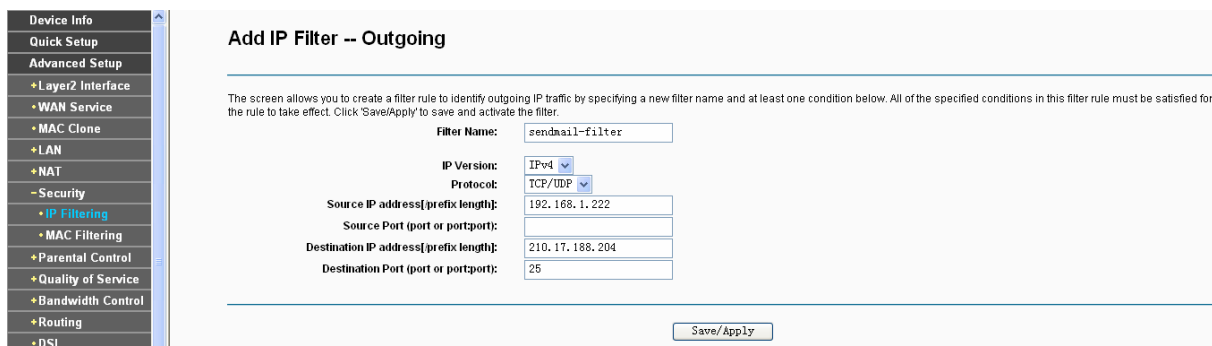 Device Info
Quick Setup
Advanced Setup
+Layer2 Interface
•WAN Service
•MAC Clone
+LAN
+NAT
-Security
•IP Filtering
•MAC Filtering
+Parental Control
+Quality of Service
+Bandwidth Control
+Routing
•DSL
Add IP Filter -- Outgoing
The screen allows you to create a filter rule to identify outgoing IP traffic by specifying a new filter name and at least one condition below. All of the specified conditions in this filter rule must be satisfied for
the rule to take effect. Click 'Save/Apply' to save and activate the filter.
Filter Name: sendmail-filter
IP Version: IPv4
Protocol: TCP/UDP
Source IP address[/prefix length]: 192.168.1.222
Source Port (port or port:port):
Destination IP address[/prefix length]: 210.17.188.204
Destination Port (port or port:port): 25
Save/Apply